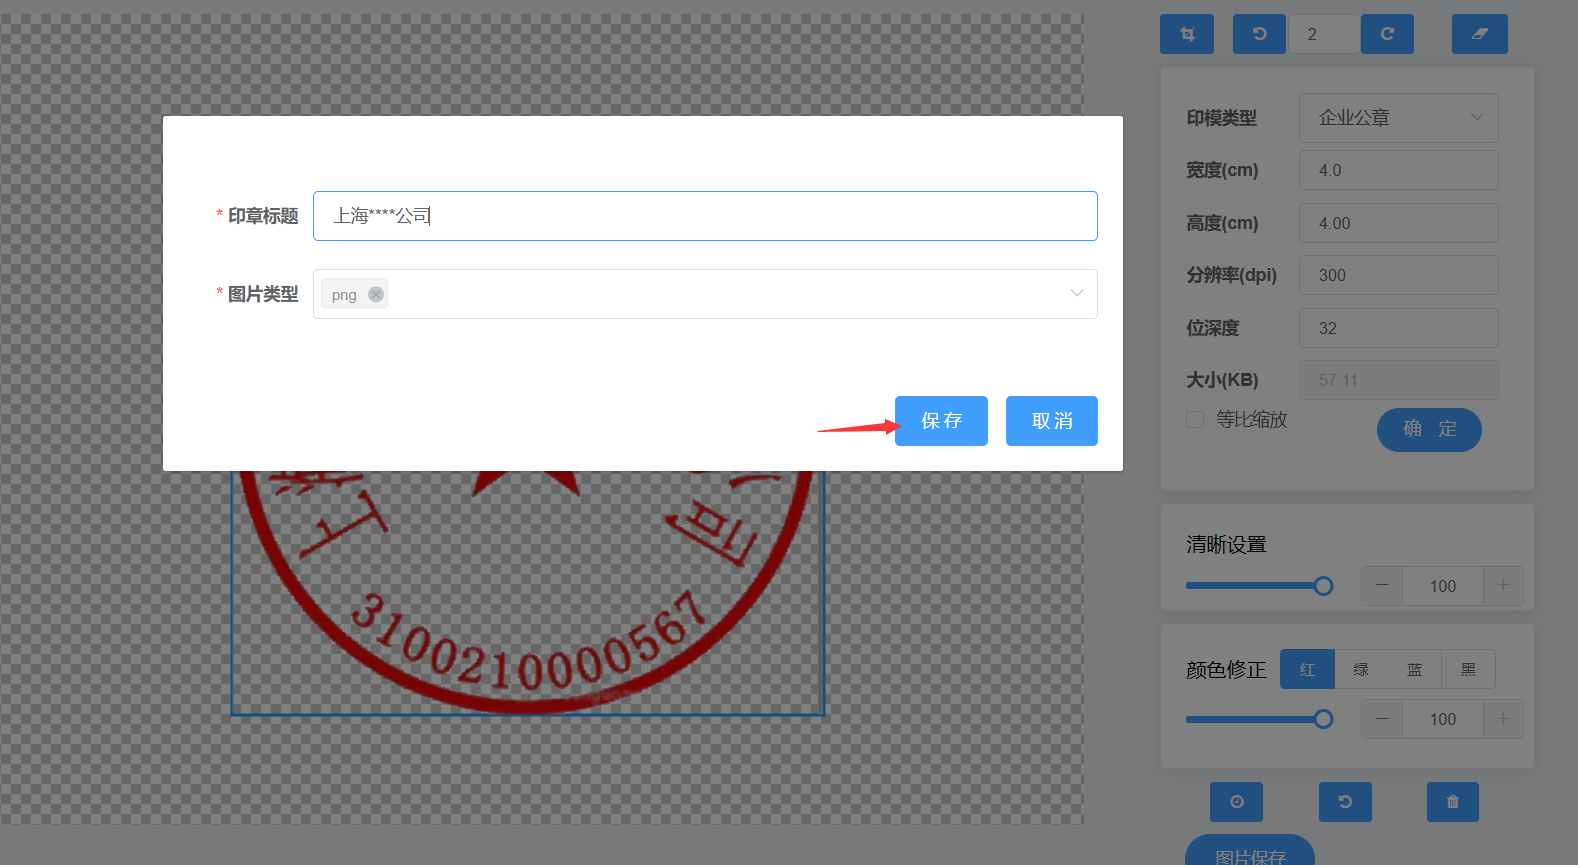 2
印模类型 企业公章
宽度(cm) 4.0
高度(cm) 4.00
分辨率(dpi) 300
位深度 32
大小(KB) 57.11
等比缩放
确 定
* 印章标题 上海****公司
* 图片类型 png
保存 取消
司
3100210000567
清晰设置
100
颜色修正 红 绿 蓝 黑
100
图片保存